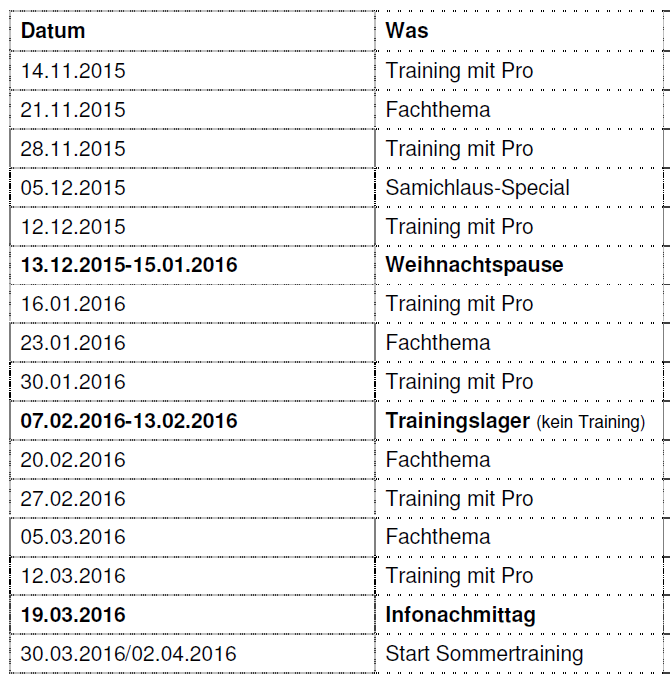 Datum Was
14.11.2015 Training mit Pro
21.11.2015 Fachthema
28.11.2015 Training mit Pro
05.12.2015 Samichlaus-Special
12.12.2015 Training mit Pro
13.12.2015-15.01.2016 Weihnachtspause
16.01.2016 Training mit Pro
23.01.2016 Fachthema
30.01.2016 Training mit Pro
07.02.2016-13.02.2016 Trainingslager (kein Training)
20.02.2016 Fachthema
27.02.2016 Training mit Pro
05.03.2016 Fachthema
12.03.2016 Training mit Pro
19.03.2016 Infonachmittag
30.03.2016/02.04.2016 Start Sommertraining